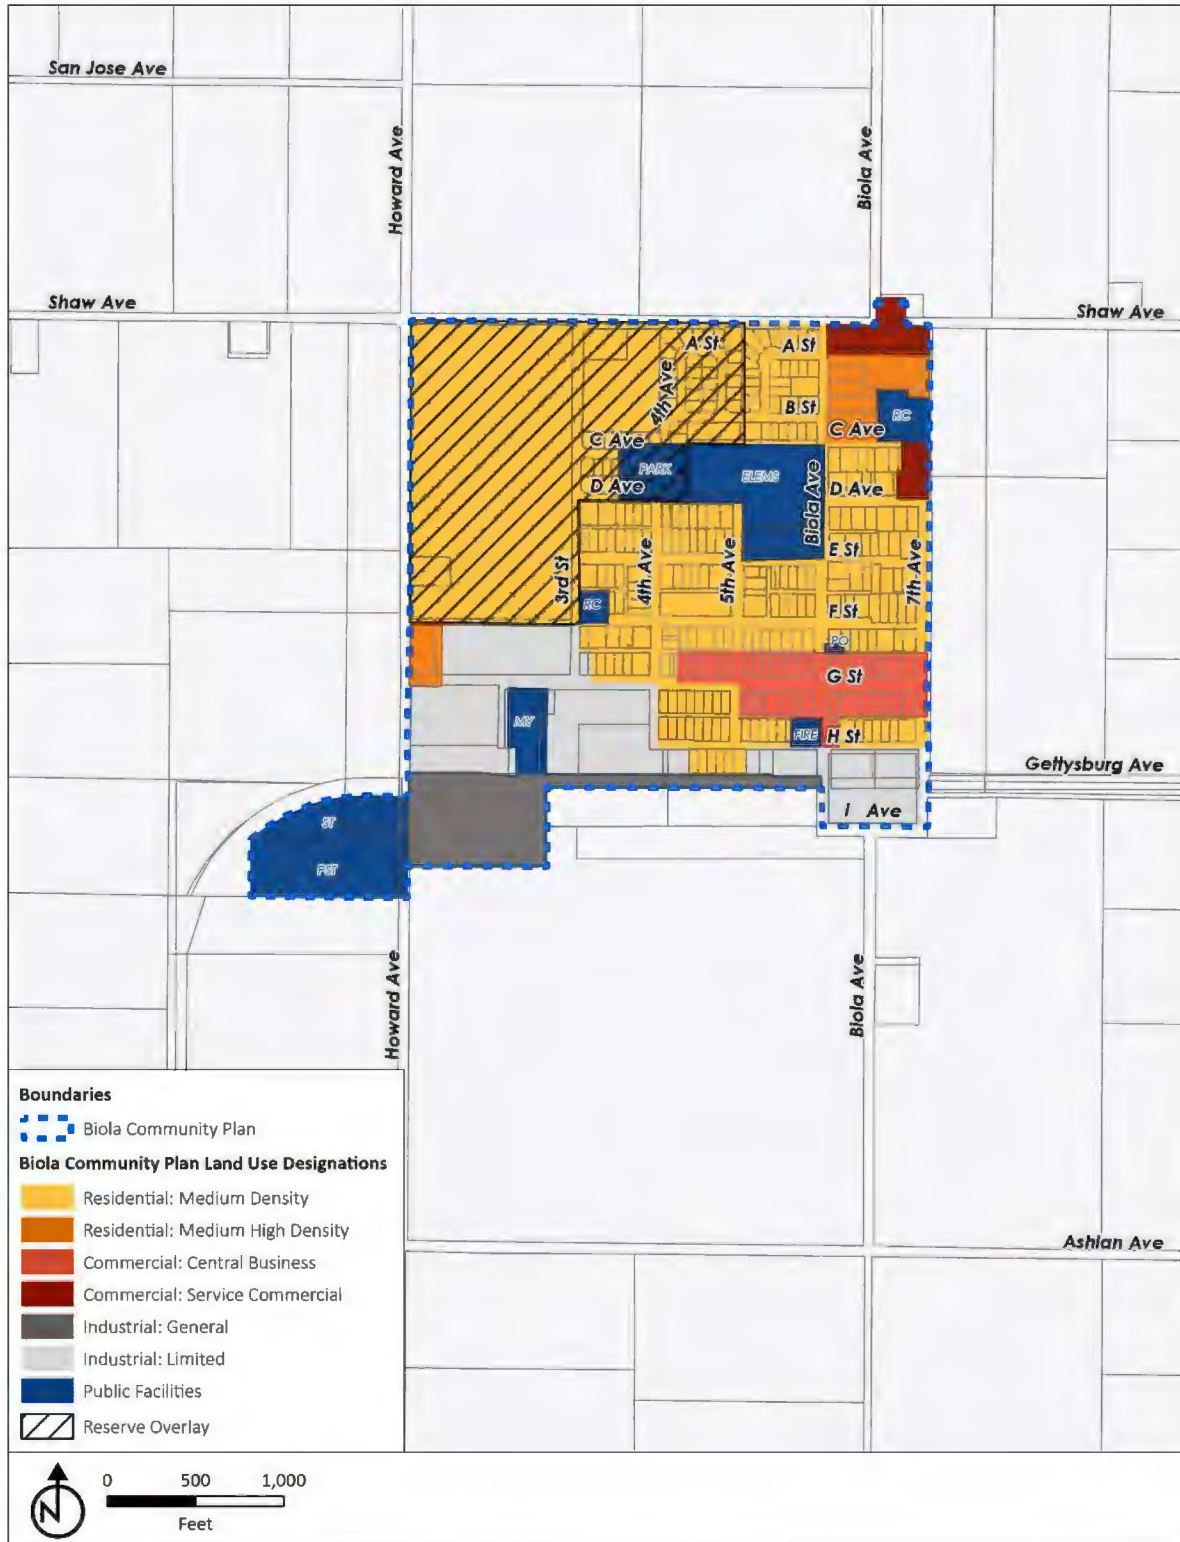 San Jose Ave
Howard Ave
Biola Ave
Shaw Ave
Shaw Ave
A St
A St
4th Ave
B St
RC
C Ave
C Ave
PARK
ELEMS
D Ave
Biola Ave
D Ave
E St
3rd St
4th Ave
5th Ave
7th Ave
RC
F St
PO
G St
MY
FIRE
H St
Gettysburg Ave
I Ave
ST
PST
Howard Ave
Biola Ave
Ashlan Ave
Boundaries
Biola Community Plan
Biola Community Plan Land Use Designations
Residential: Medium Density
Residential: Medium High Density
Commercial: Central Business
Commercial: Service Commercial
Industrial: General
Industrial: Limited
Public Facilities
Reserve Overlay
N
0 500 1,000
Feet